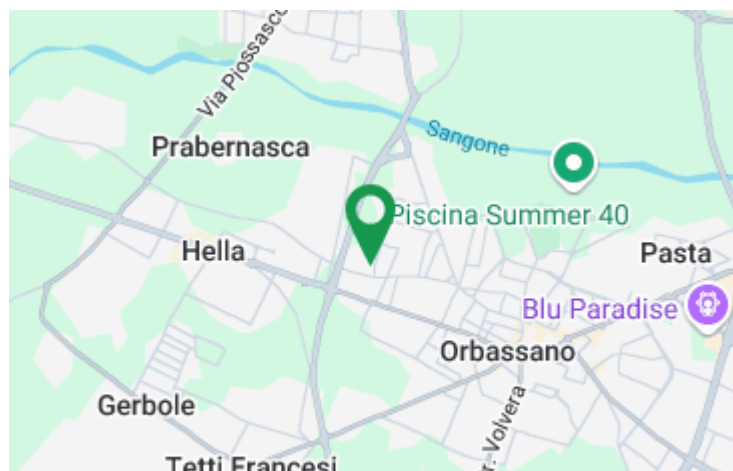 Via Piossasco
Sangone
Prabernasca
Piscina Summer 40
Hella
Pasta
Blu Paradise
Orbassano
Gerbole
r. Volvera
Tetti Francesi